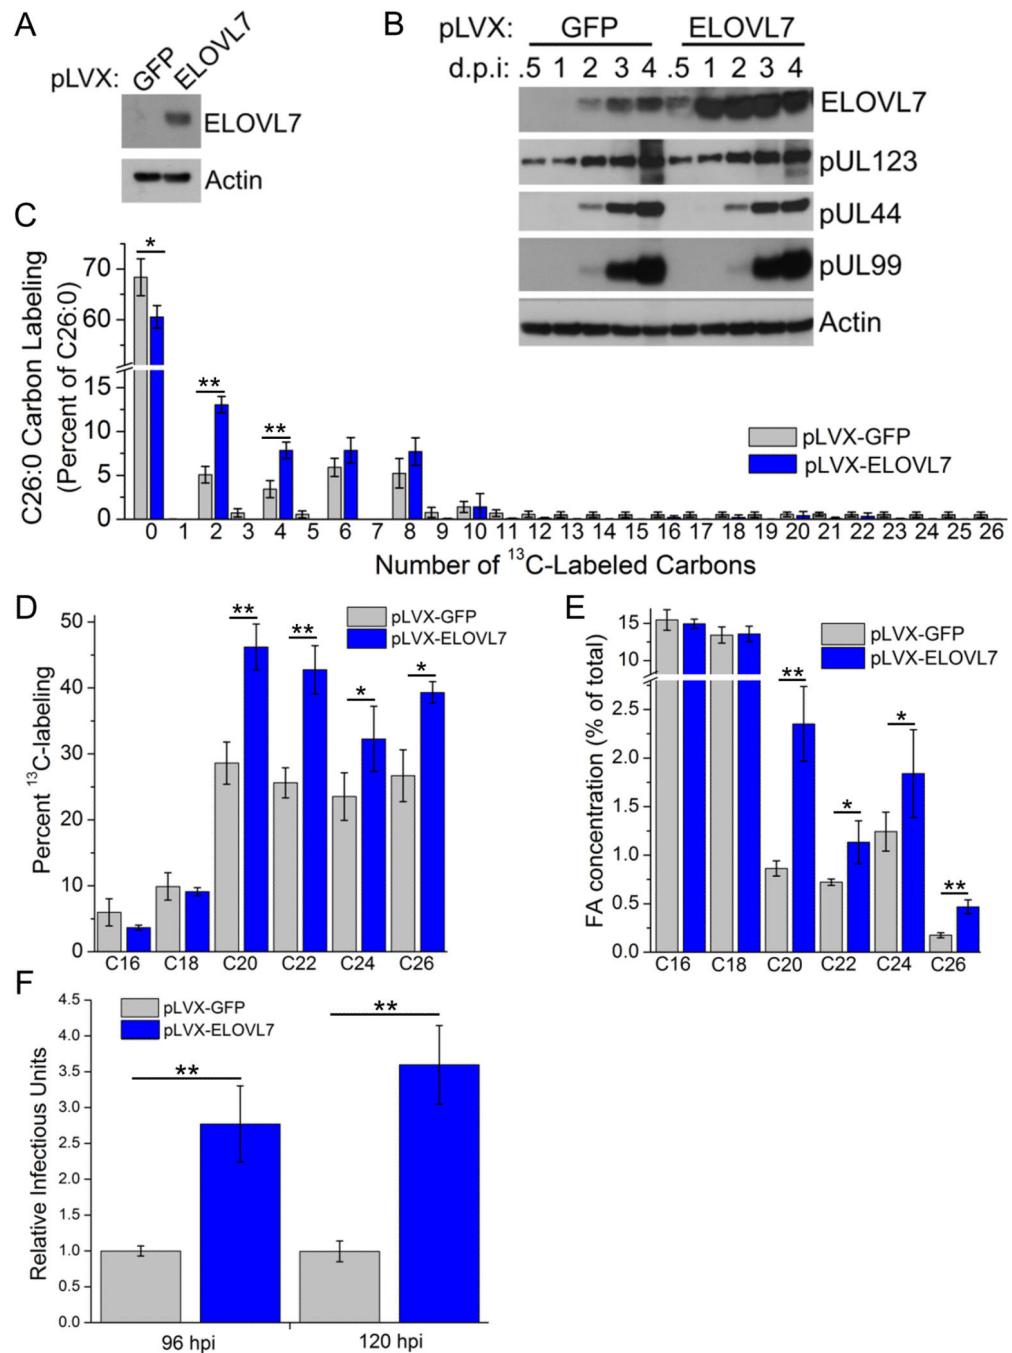 A
pLVX: GFP ELOVL7
ELOVL7
Actin
B
pLVX: GFP ELOVL7
d.p.i: .5 1 2 3 4 .5 1 2 3 4
ELOVL7
pUL123
pUL44
pUL99
Actin
C
C26:0 Carbon Labeling
(Percent of C26:0)
70
60
15
10
5
0
*
**
**
pLVX-GFP
pLVX-ELOVL7
0 1 2 3 4 5 6 7 8 9 10 11 12 13 14 15 16 17 18 19 20 21 22 23 24 25 26
Number of ¹³C-Labeled Carbons
D
Percent ¹³C-labeling
50
40
30
20
10
0
pLVX-GFP
pLVX-ELOVL7
**
**
*
*
C16 C18 C20 C22 C24 C26
E
FA concentration (% of total)
15
10
2.5
2.0
1.5
1.0
0.5
0.0
pLVX-GFP
pLVX-ELOVL7
**
*
*
**
C16 C18 C20 C22 C24 C26
F
Relative Infectious Units
4.5
4.0
3.5
3.0
2.5
2.0
1.5
1.0
0.5
0.0
pLVX-GFP
pLVX-ELOVL7
**
**
96 hpi 120 hpi